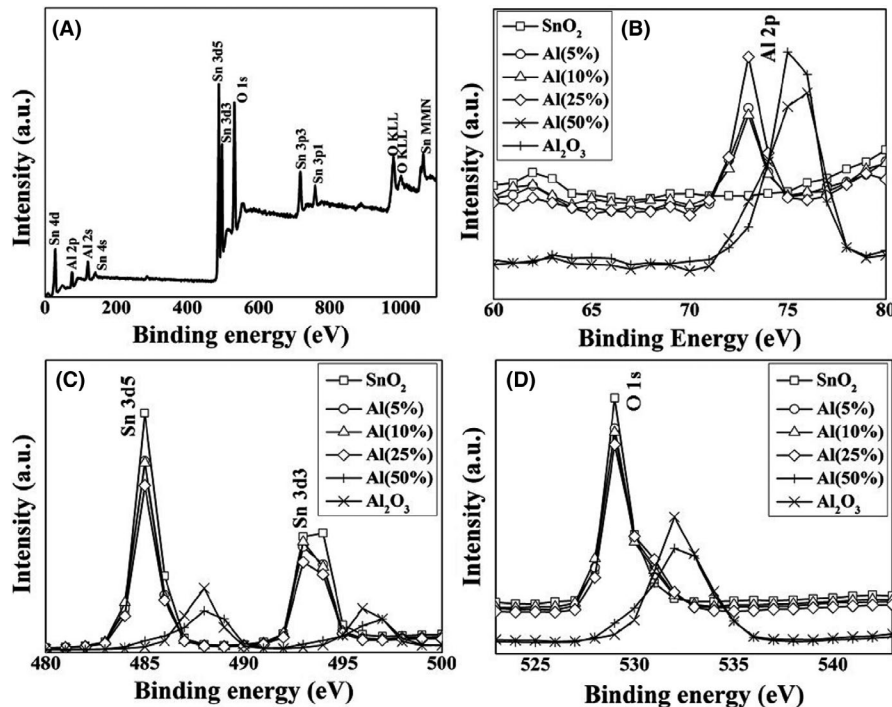 (A)
Intensity (a.u.)
Sn 4d
Al 2p
Al 2s
Sn 4s
Sn 3d5
Sn 3d3
O 1s
Sn 3p3
Sn 3p1
O KLL
O KLL
Sn MMN
0 200 400 600 800 1000
Binding energy (eV)
(B)
Intensity (a.u.)
Al 2p
SnO₂
Al(5%)
Al(10%)
Al(25%)
Al(50%)
Al₂O₃
60 65 70 75 80
Binding Energy (eV)
(C)
Intensity (a.u.)
Sn 3d5
Sn 3d3
SnO₂
Al(5%)
Al(10%)
Al(25%)
Al(50%)
Al₂O₃
480 485 490 495 500
Binding energy (eV)
(D)
Intensity (a.u.)
O 1s
SnO₂
Al(5%)
Al(10%)
Al(25%)
Al(50%)
Al₂O₃
525 530 535 540
Binding energy (eV)